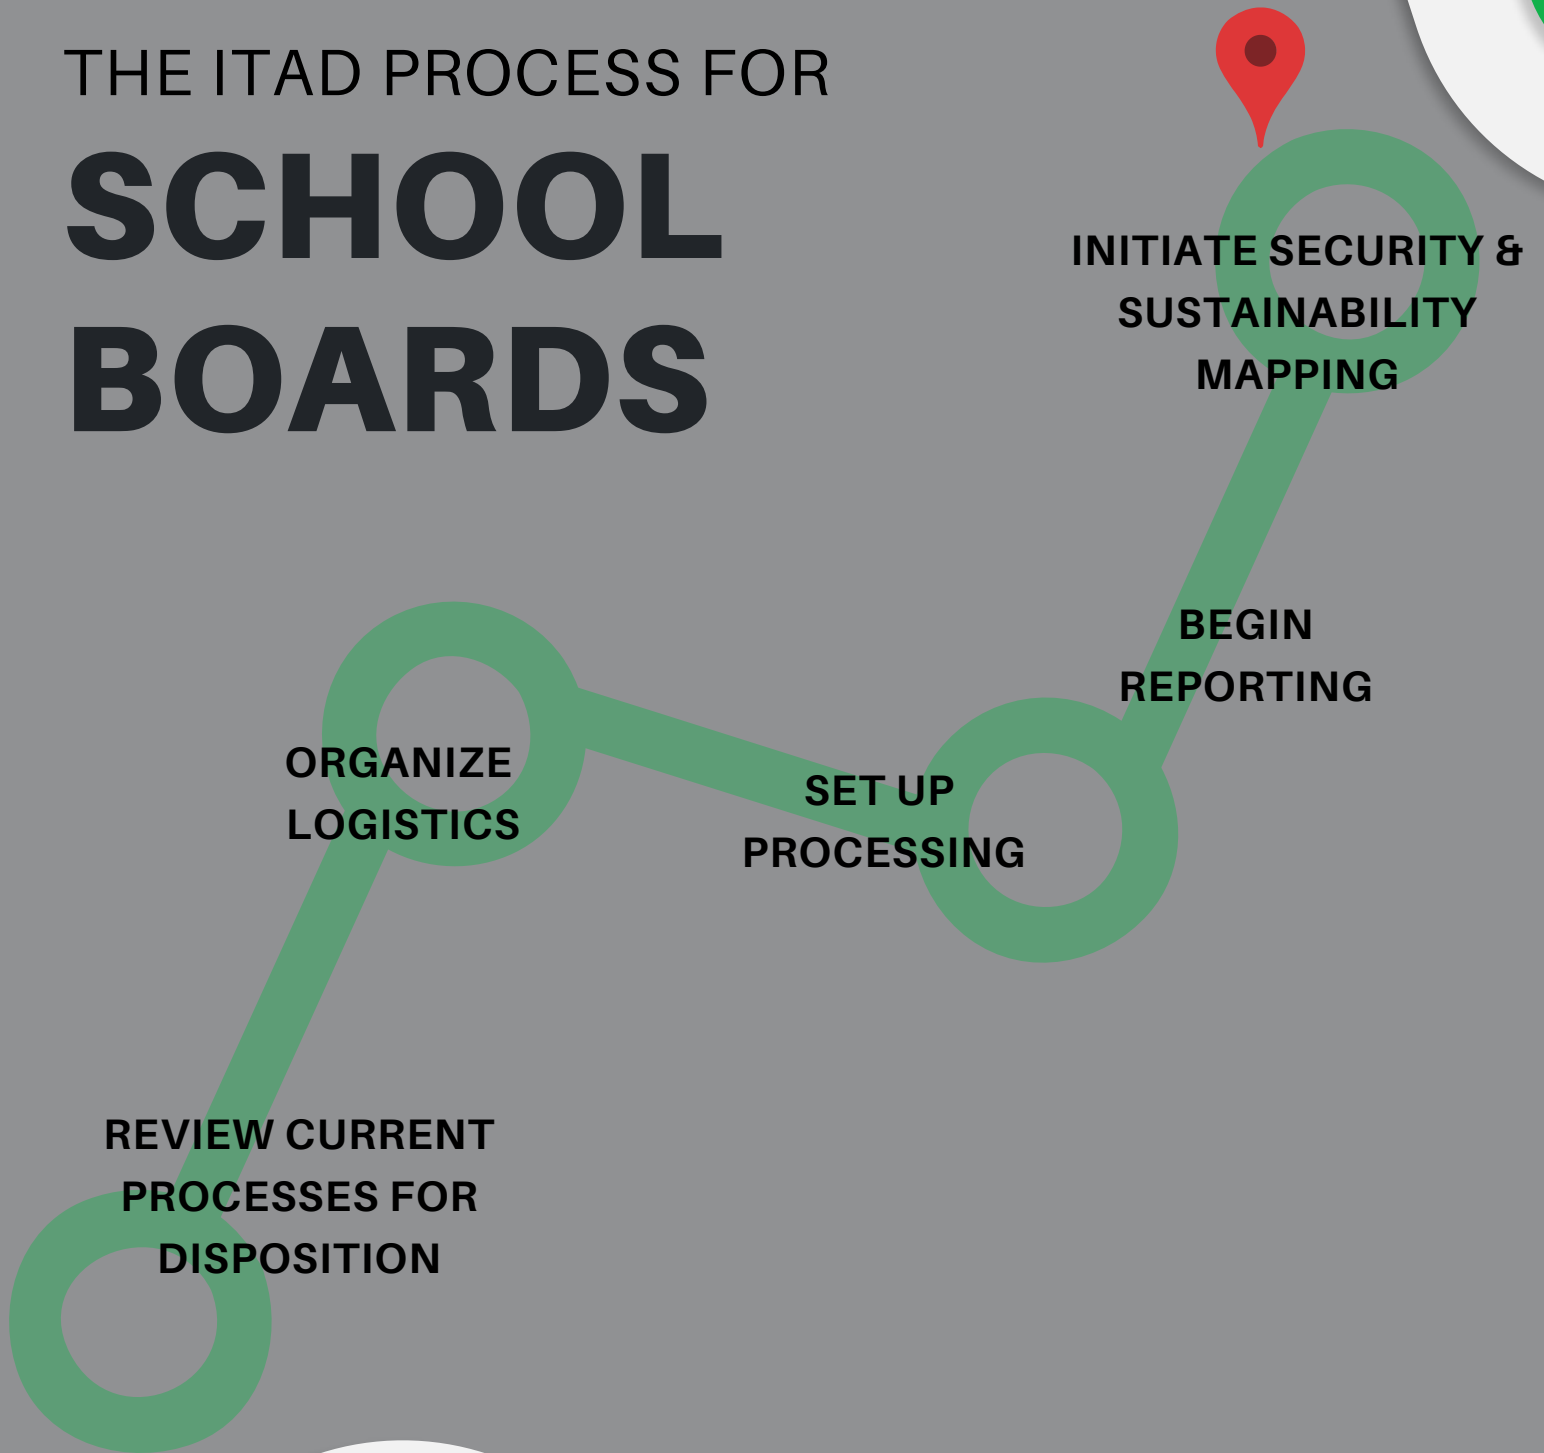 THE ITAD PROCESS FOR
SCHOOL
BOARDS
INITIATE SECURITY &
SUSTAINABILITY
MAPPING
BEGIN
REPORTING
ORGANIZE
LOGISTICS
SET UP
PROCESSING
REVIEW CURRENT
PROCESSES FOR
DISPOSITION